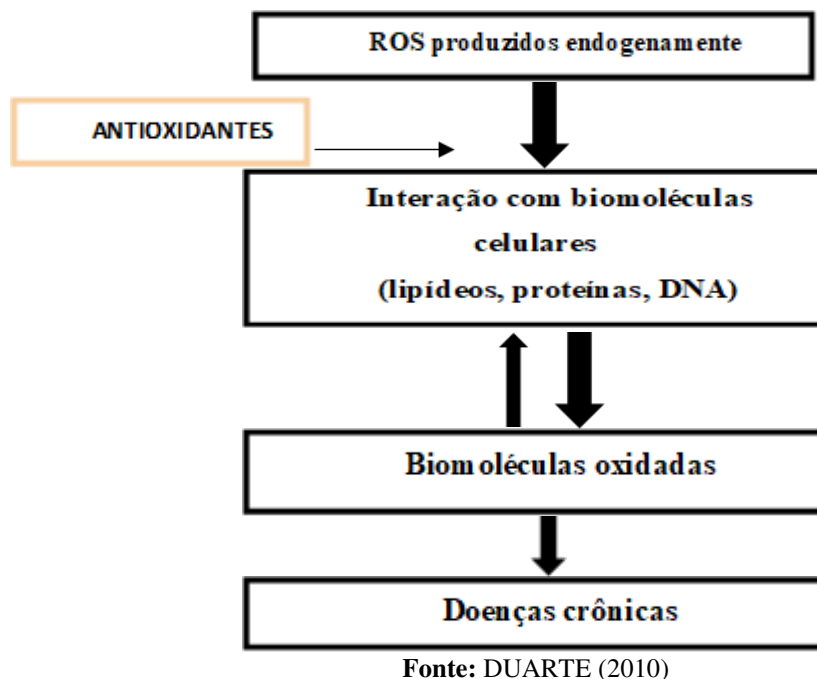 ROS produzidos endogenamente
ANTIOXIDANTES
Interação com biomoléculas
celulares
(lipídeos, proteínas, DNA)
Biomoléculas oxidadas
Doenças crônicas
Fonte: DUARTE (2010)